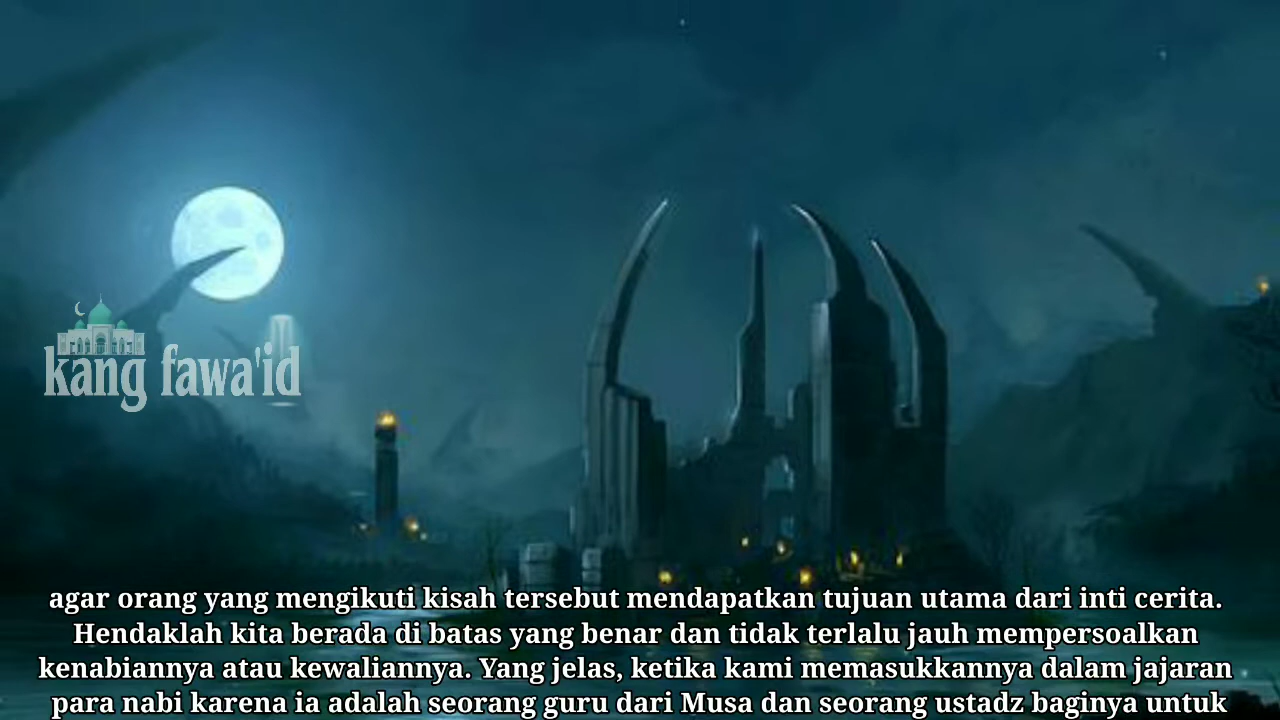 kang fawa'id
agar orang yang mengikuti kisah tersebut mendapatkan tujuan utama dari inti cerita.
Hendaklah kita berada di batas yang benar dan tidak terlalu jauh mempersoalkan
kenabiannya atau kewaliannya. Yang jelas, ketika kami memasukkannya dalam jajaran
para nabi karena ia adalah seorang guru dari Musa dan seorang ustadz baginya untuk